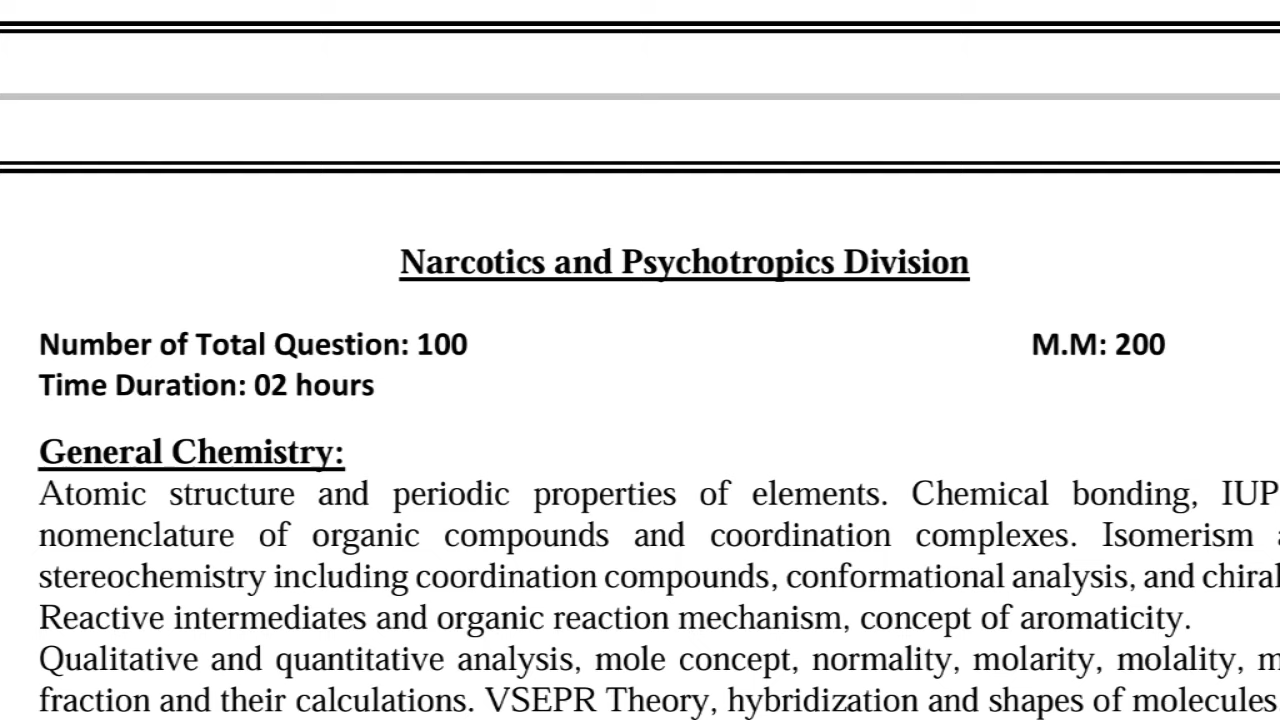 Narcotics and Psychotropics Division
Number of Total Question: 100 M.M: 200
Time Duration: 02 hours
General Chemistry:
Atomic structure and periodic properties of elements. Chemical bonding,
nomenclature of organic compounds and coordination complexes. Isomerism
stereochemistry including coordination compounds, conformational analysis, and
Reactive intermediates and organic reaction mechanism, concept of aromaticity.
Qualitative and quantitative analysis, mole concept, normality, molarity, molality,
fraction and their calculations. VSEPR Theory, hybridization and shapes of molecules